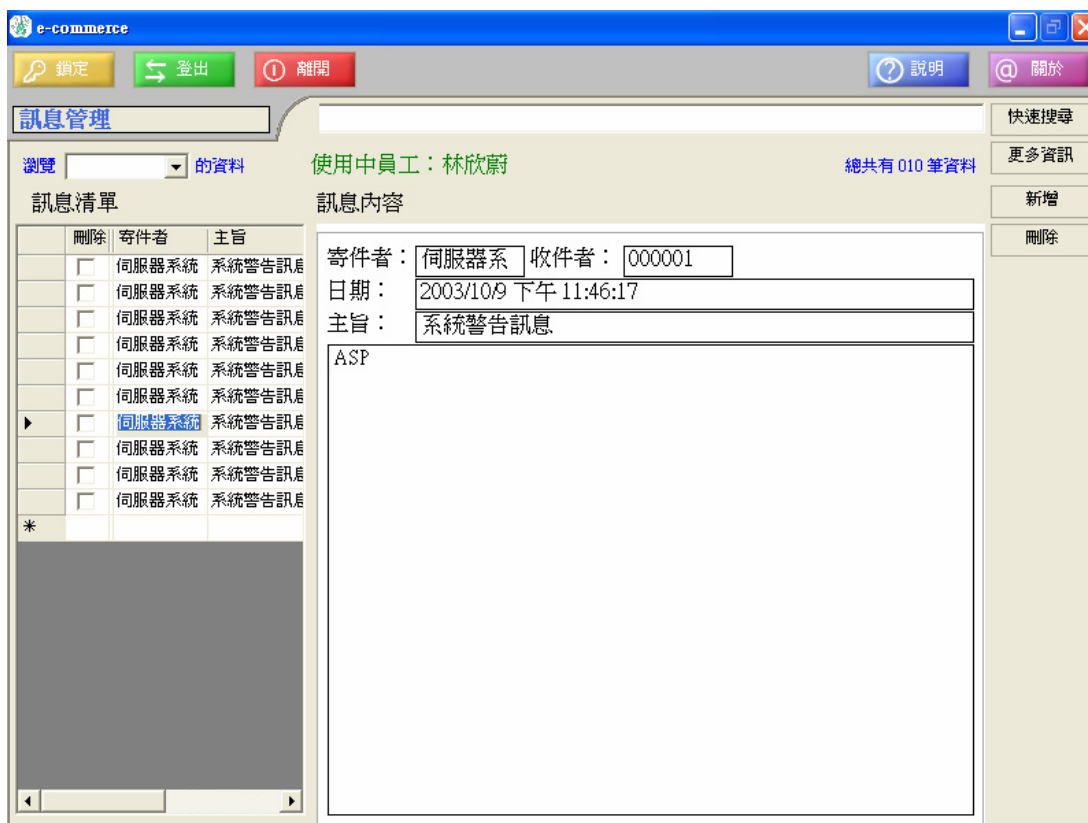 e-commerce
鎖定 登出 離開 說明 @ 關於
訊息管理 快速搜尋
瀏覽 的資料 使用中員工：林欣蔚 總共有 010 筆資料 更多資訊
訊息清單 訊息內容 新增
刪除 寄件者 主旨 刪除
伺服器系統 系統警告訊息
伺服器系統 系統警告訊息
伺服器系統 系統警告訊息
伺服器系統 系統警告訊息
伺服器系統 系統警告訊息
伺服器系統 系統警告訊息
伺服器系統 系統警告訊息
伺服器系統 系統警告訊息
伺服器系統 系統警告訊息
伺服器系統 系統警告訊息
寄件者： 伺服器系 收件者： 000001
日期： 2003/10/9 下午 11:46:17
主旨： 系統警告訊息
ASP